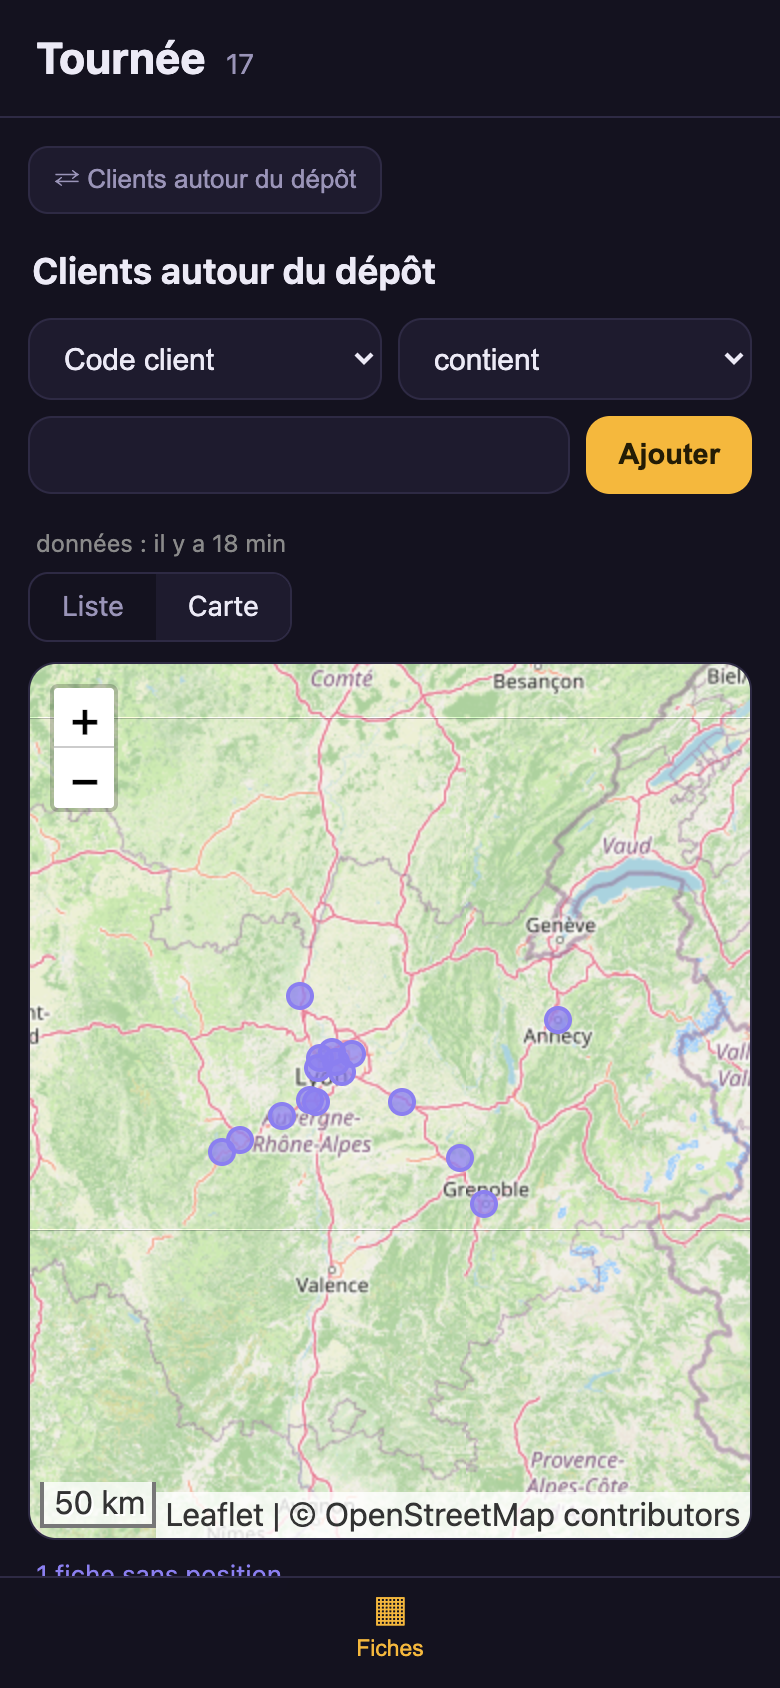 Tournée 17
⇄ Clients autour du dépôt
Clients autour du dépôt
Code client
contient
Ajouter
données : il y a 18 min
Liste
Carte
Comté
Besançon
+
−
Vaud
Genève
Annecy
Lyon
Auvergne-
Rhône-Alpes
Grenoble
Valence
Provence-
Alpes-Côte
50 km
Leaflet | © OpenStreetMap contributors
1 fiche sans position
Fiches